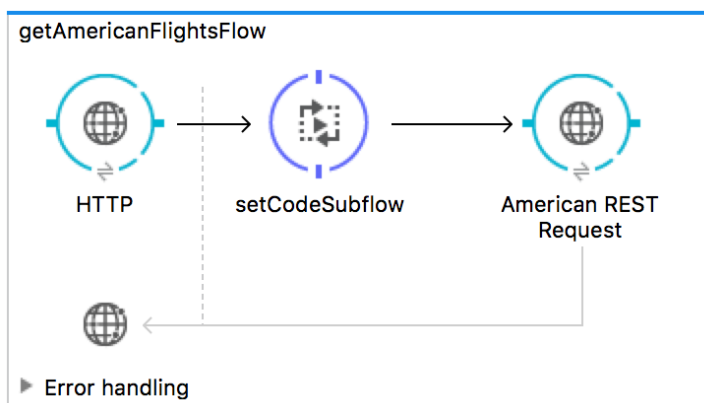 getAmericanFlightsFlow
HTTP
setCodeSubflow
American REST
Request
Error handling